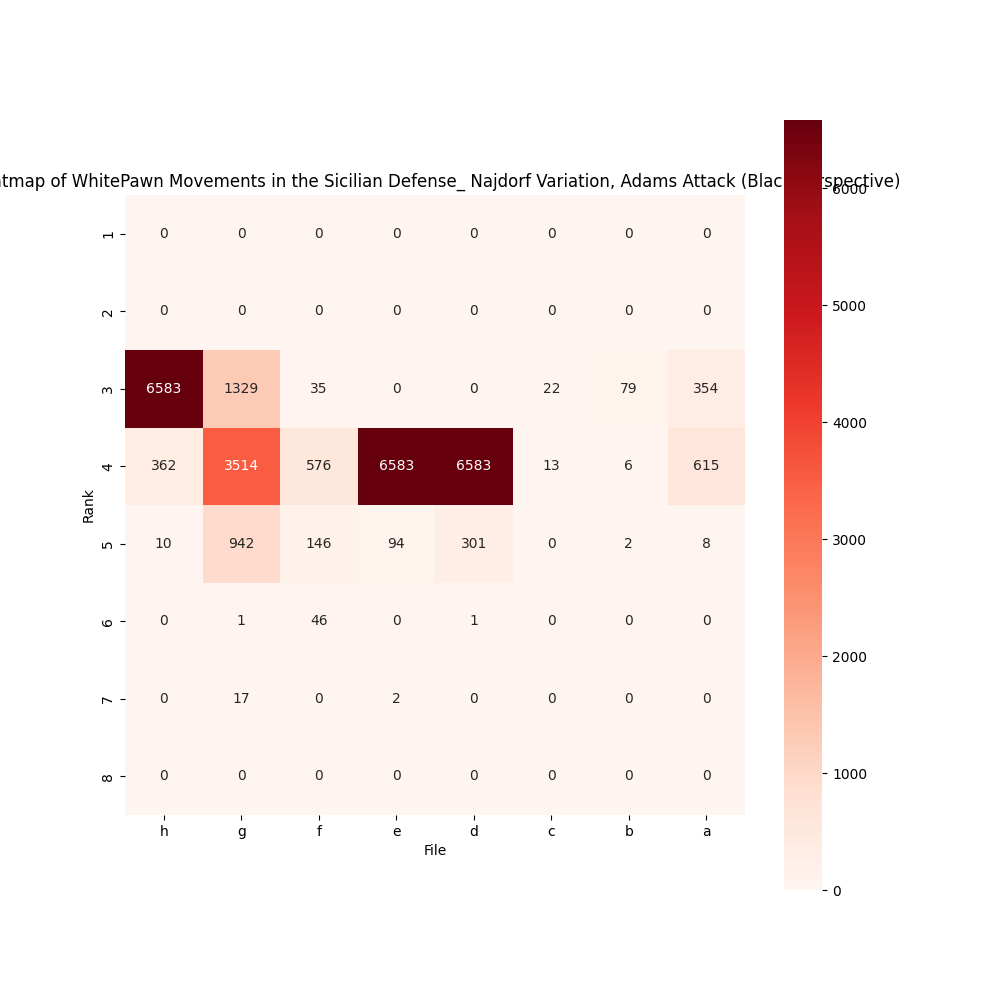 tmap of WhitePawn Movements in the Sicilian Defense_ Najdorf Variation, Adams Attack (Blac rspective)
6000
5000
4000
3000
2000
1000
0
Rank
1 0 0 0 0 0 0 0 0
2 0 0 0 0 0 0 0 0
3 6583 1329 35 0 0 22 79 354
4 362 3514 576 6583 6583 13 6 615
5 10 942 146 94 301 0 2 8
6 0 1 46 0 1 0 0 0
7 0 17 0 2 0 0 0 0
8 0 0 0 0 0 0 0 0
h g f e d c b a
File